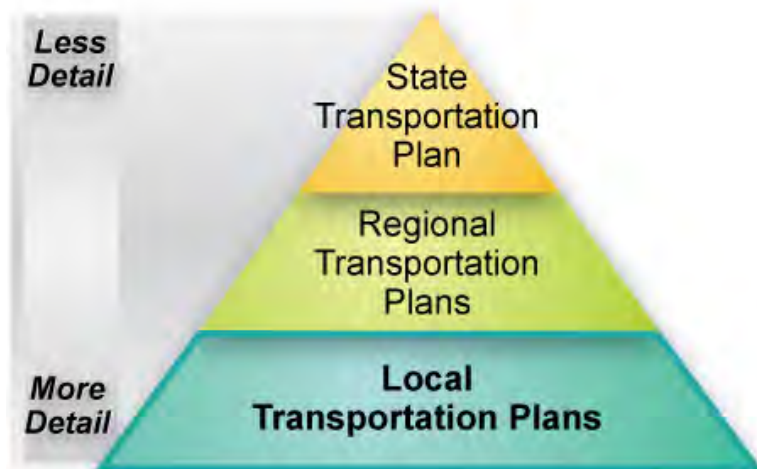 Less
Detail
State
Transportation
Plan
Regional
Transportation
Plans
More
Detail
Local
Transportation Plans